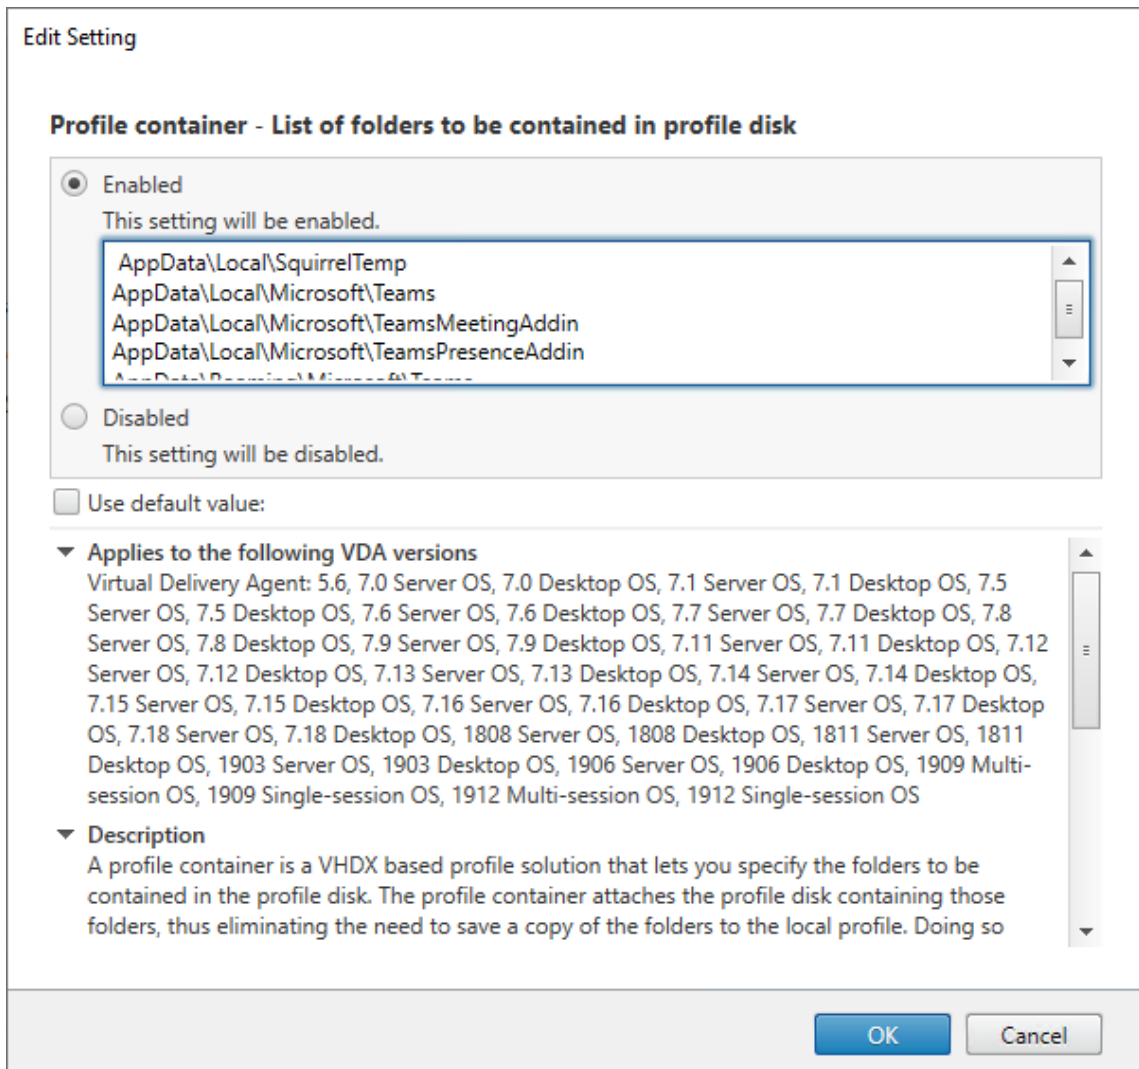 Edit Setting
Profile container - List of folders to be contained in profile disk
Enabled
This setting will be enabled.
AppData\Local\SquirrelTemp
AppData\Local\Microsoft\Teams
AppData\Local\Microsoft\TeamsMeetingAddin
AppData\Local\Microsoft\TeamsPresenceAddin
AppData\Roaming\Microsoft\Teams
Disabled
This setting will be disabled.
Use default value:
Applies to the following VDA versions
Virtual Delivery Agent: 5.6, 7.0 Server OS, 7.0 Desktop OS, 7.1 Server OS, 7.1 Desktop OS, 7.5
Server OS, 7.5 Desktop OS, 7.6 Server OS, 7.6 Desktop OS, 7.7 Server OS, 7.7 Desktop OS, 7.8
Server OS, 7.8 Desktop OS, 7.9 Server OS, 7.9 Desktop OS, 7.11 Server OS, 7.11 Desktop OS, 7.12
Server OS, 7.12 Desktop OS, 7.13 Server OS, 7.13 Desktop OS, 7.14 Server OS, 7.14 Desktop OS,
7.15 Server OS, 7.15 Desktop OS, 7.16 Server OS, 7.16 Desktop OS, 7.17 Server OS, 7.17 Desktop
OS, 7.18 Server OS, 7.18 Desktop OS, 1808 Server OS, 1808 Desktop OS, 1811 Server OS, 1811
Desktop OS, 1903 Server OS, 1903 Desktop OS, 1906 Server OS, 1906 Desktop OS, 1909 Multi-
session OS, 1909 Single-session OS, 1912 Multi-session OS, 1912 Single-session OS
Description
A profile container is a VHDX based profile solution that lets you specify the folders to be
contained in the profile disk. The profile container attaches the profile disk containing those
folders, thus eliminating the need to save a copy of the folders to the local profile. Doing so
OK
Cancel